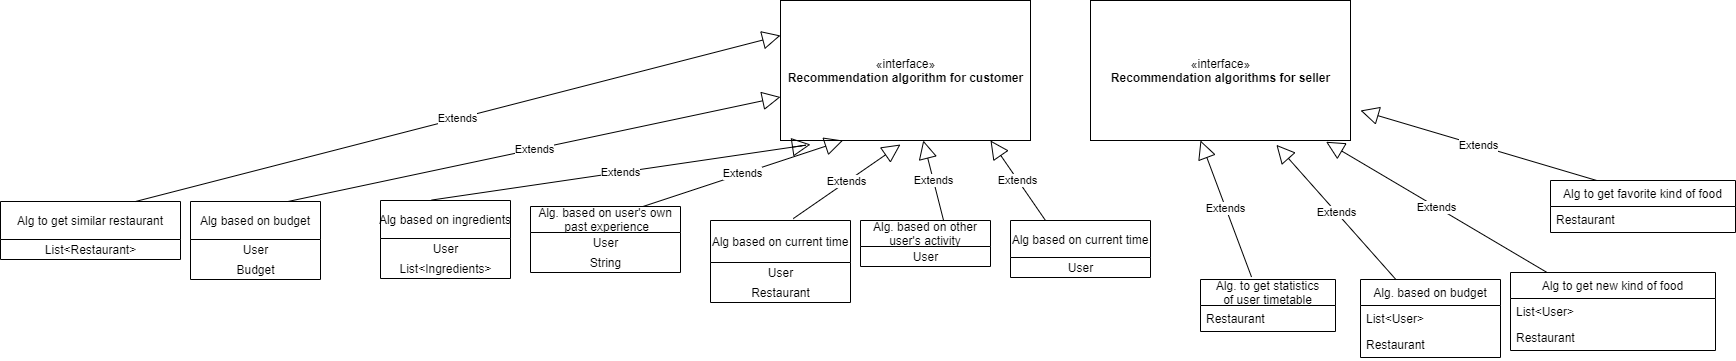 Extends
«interface»
Recommendation algorithm for customer
«interface»
Recommendation algorithms for seller
Extends
Extends
Extends
Extends
Extends
Extends
Extends
Extends
Extends
Extends
Extends
Alg to get similar restaurant
List<Restaurant>
Alg based on budget
User
Budget
Alg based on ingredients
User
List<Ingredients>
Alg. based on user's own
past experience
User
String
Alg based on current time
User
Restaurant
Alg. based on other
user's activity
User
Alg based on current time
User
Alg. to get statistics
of user timetable
Restaurant
Alg. based on budget
List<User>
Restaurant
Alg to get new kind of food
List<User>
Restaurant
Alg to get favorite kind of food
Restaurant